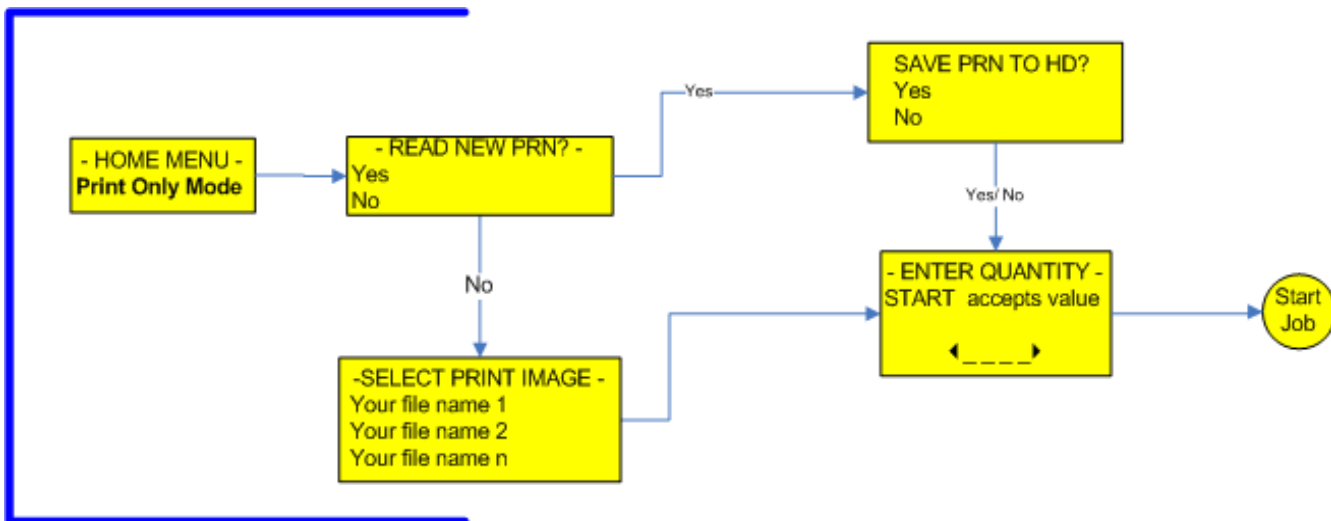 - HOME MENU -
Print Only Mode
- READ NEW PRN? -
Yes
No
Yes
SAVE PRN TO HD?
Yes
No
Yes/ No
No
-SELECT PRINT IMAGE -
Your file name 1
Your file name 2
Your file name n
- ENTER QUANTITY -
START accepts value
_ _ _ _
Start
Job